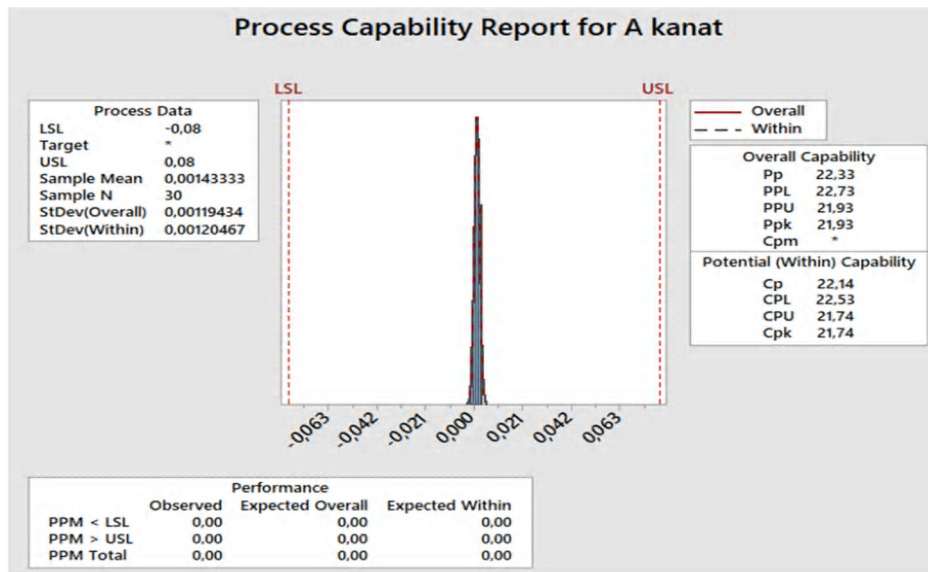 Process Capability Report for A kanat
LSL USL
Process Data
LSL -0,08
Target *
USL 0,08
Sample Mean 0,00143333
Sample N 30
StDev(Overall) 0,00119434
StDev(Within) 0,00120467
Overall
Within
Overall Capability
Pp 22,33
PPL 22,73
PPU 21,93
Ppk 21,93
Cpm *
Potential (Within) Capability
Cp 22,14
CPL 22,53
CPU 21,74
Cpk 21,74
-0,063 -0,042 -0,021 0,000 0,021 0,042 0,063
Performance
Observed Expected Overall Expected Within
PPM < LSL 0,00 0,00 0,00
PPM > USL 0,00 0,00 0,00
PPM Total 0,00 0,00 0,00